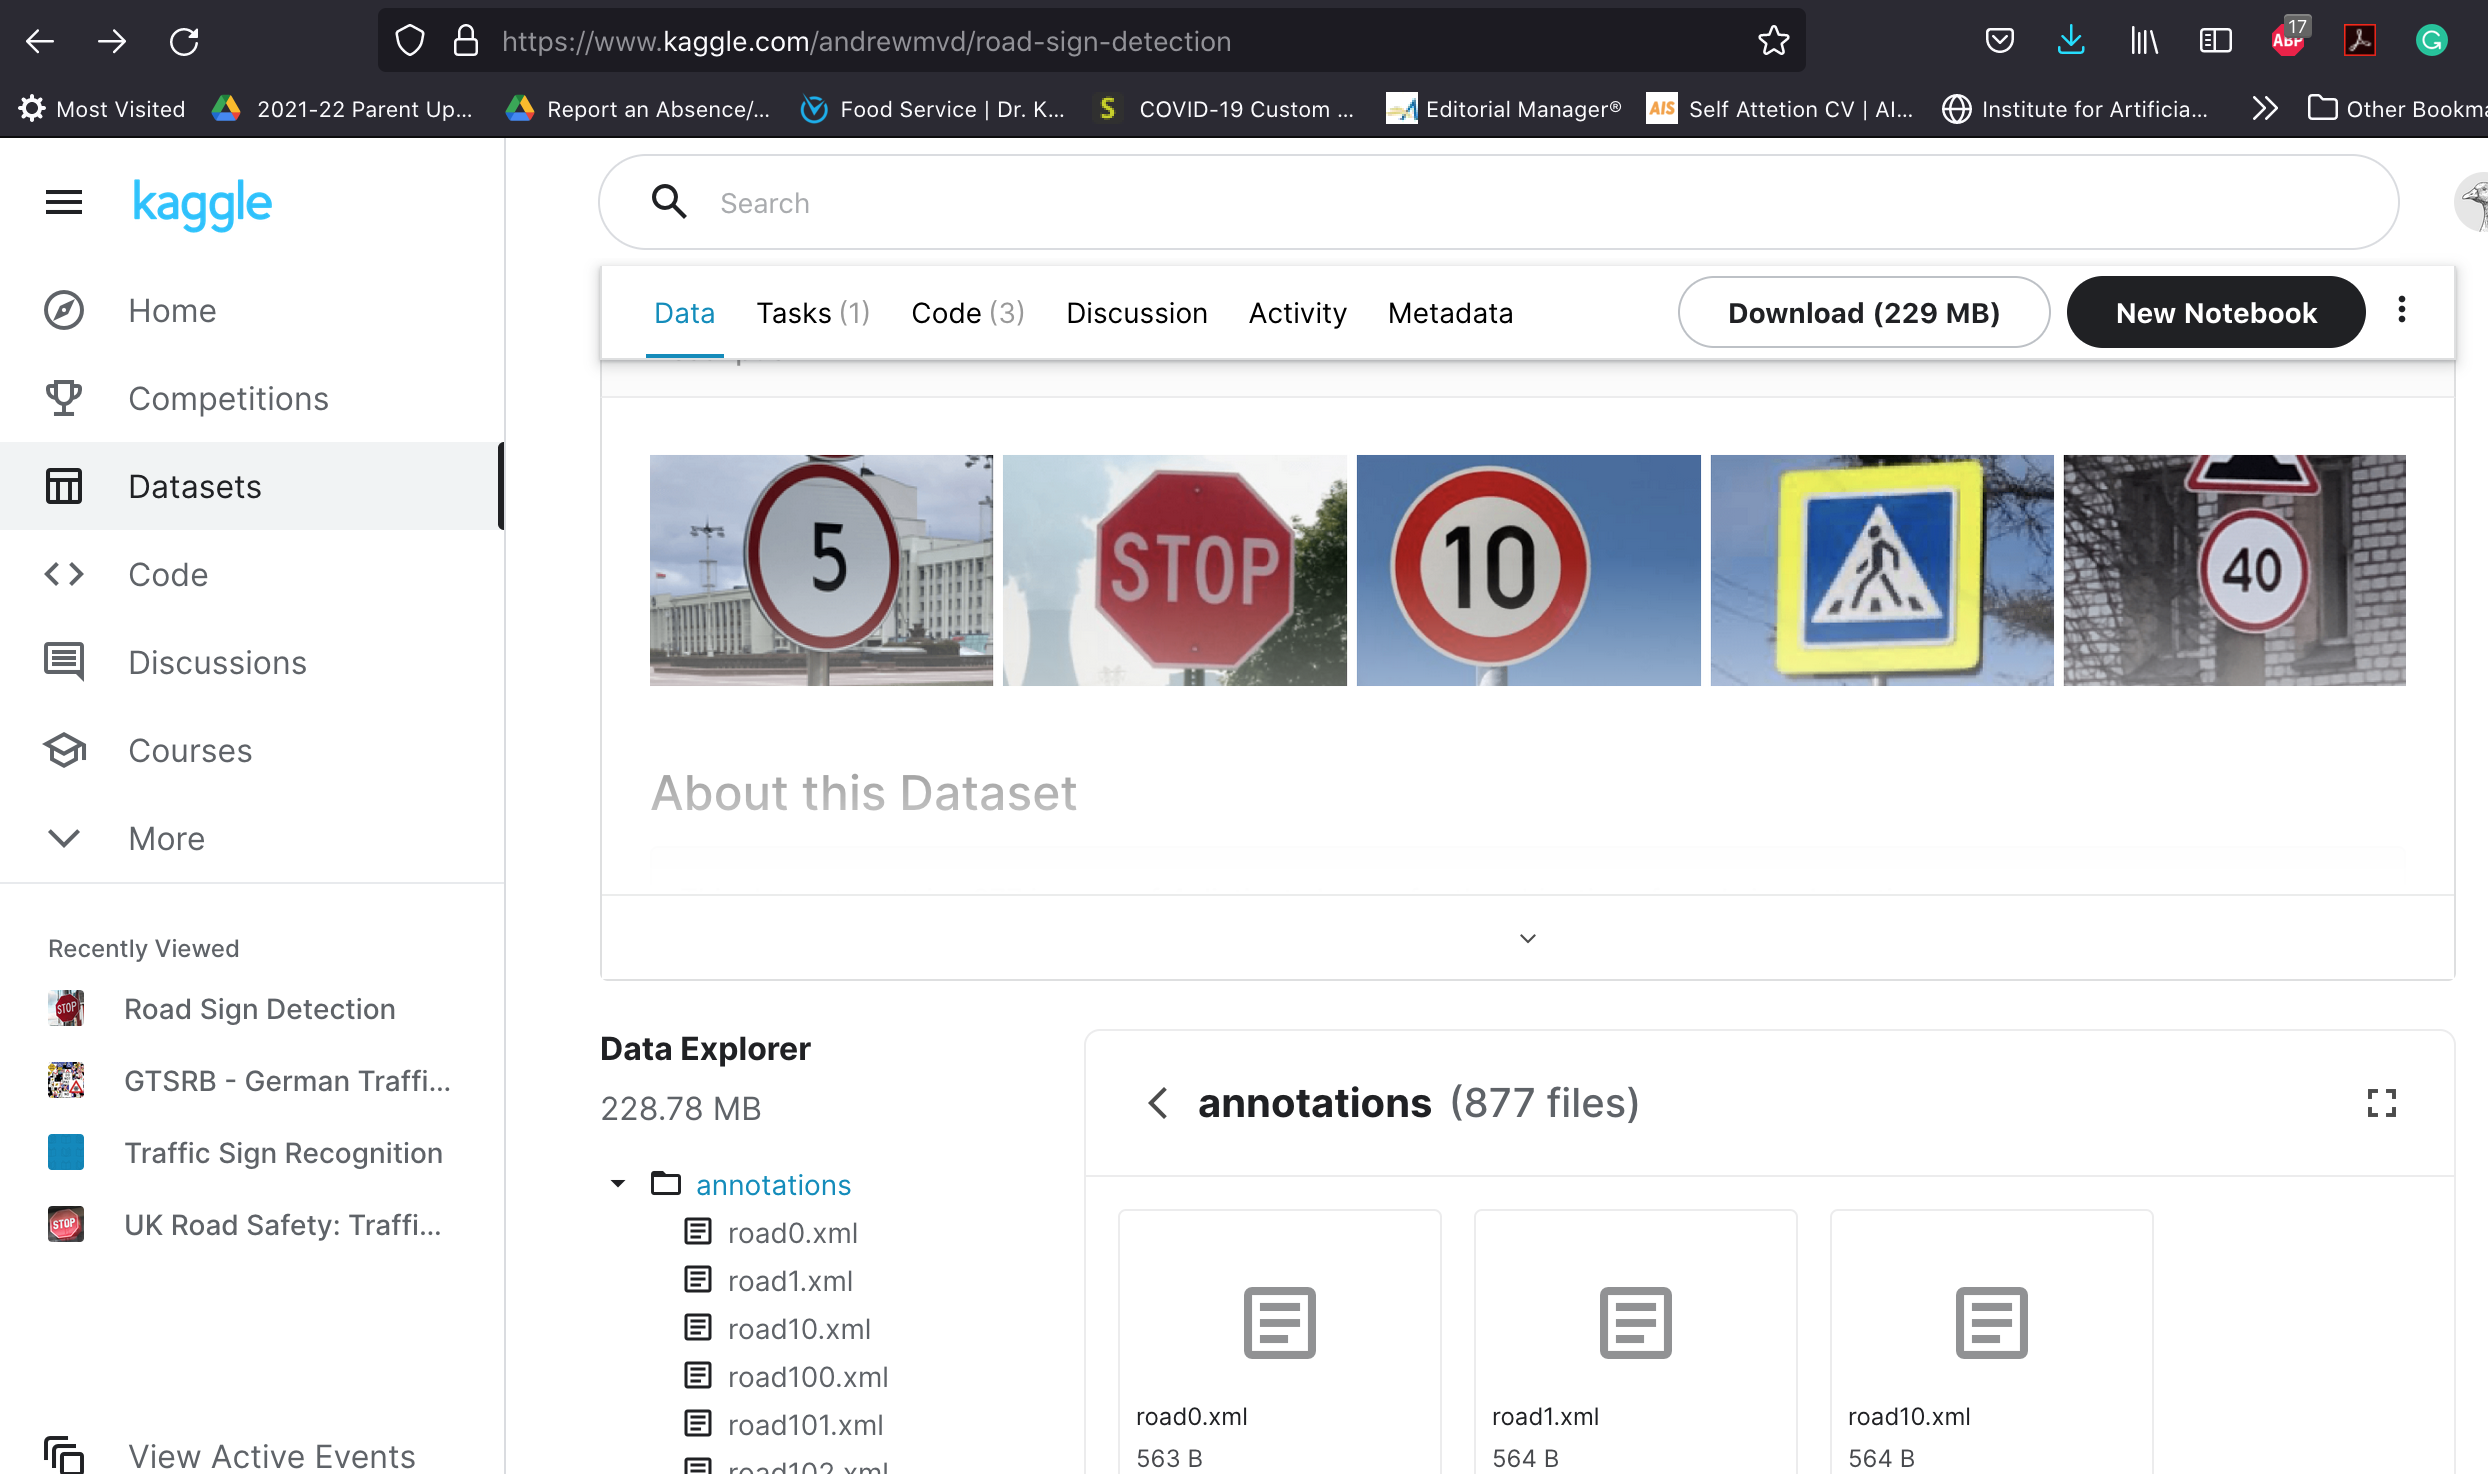 https://www.kaggle.com/andrewmvd/road-sign-detection
17
ABP
Most Visited
2021-22 Parent Up...
Report an Absence/...
Food Service | Dr. K...
S COVID-19 Custom ...
Editorial Manager®
AIS Self Attetion CV | AI...
Institute for Artificia...
Other Bookma
kaggle
Search
Home
Competitions
Datasets
Code
Discussions
Courses
More
Recently Viewed
Road Sign Detection
GTSRB - German Traffi...
Traffic Sign Recognition
UK Road Safety: Traffi...
View Active Events
Data
Tasks (1)
Code (3)
Discussion
Activity
Metadata
Download (229 MB)
New Notebook
5
STOP
10
40
About this Dataset
Data Explorer
228.78 MB
annotations
road0.xml
road1.xml
road10.xml
road100.xml
road101.xml
road102.xml
annotations (877 files)
road0.xml
563 B
road1.xml
564 B
road10.xml
564 B